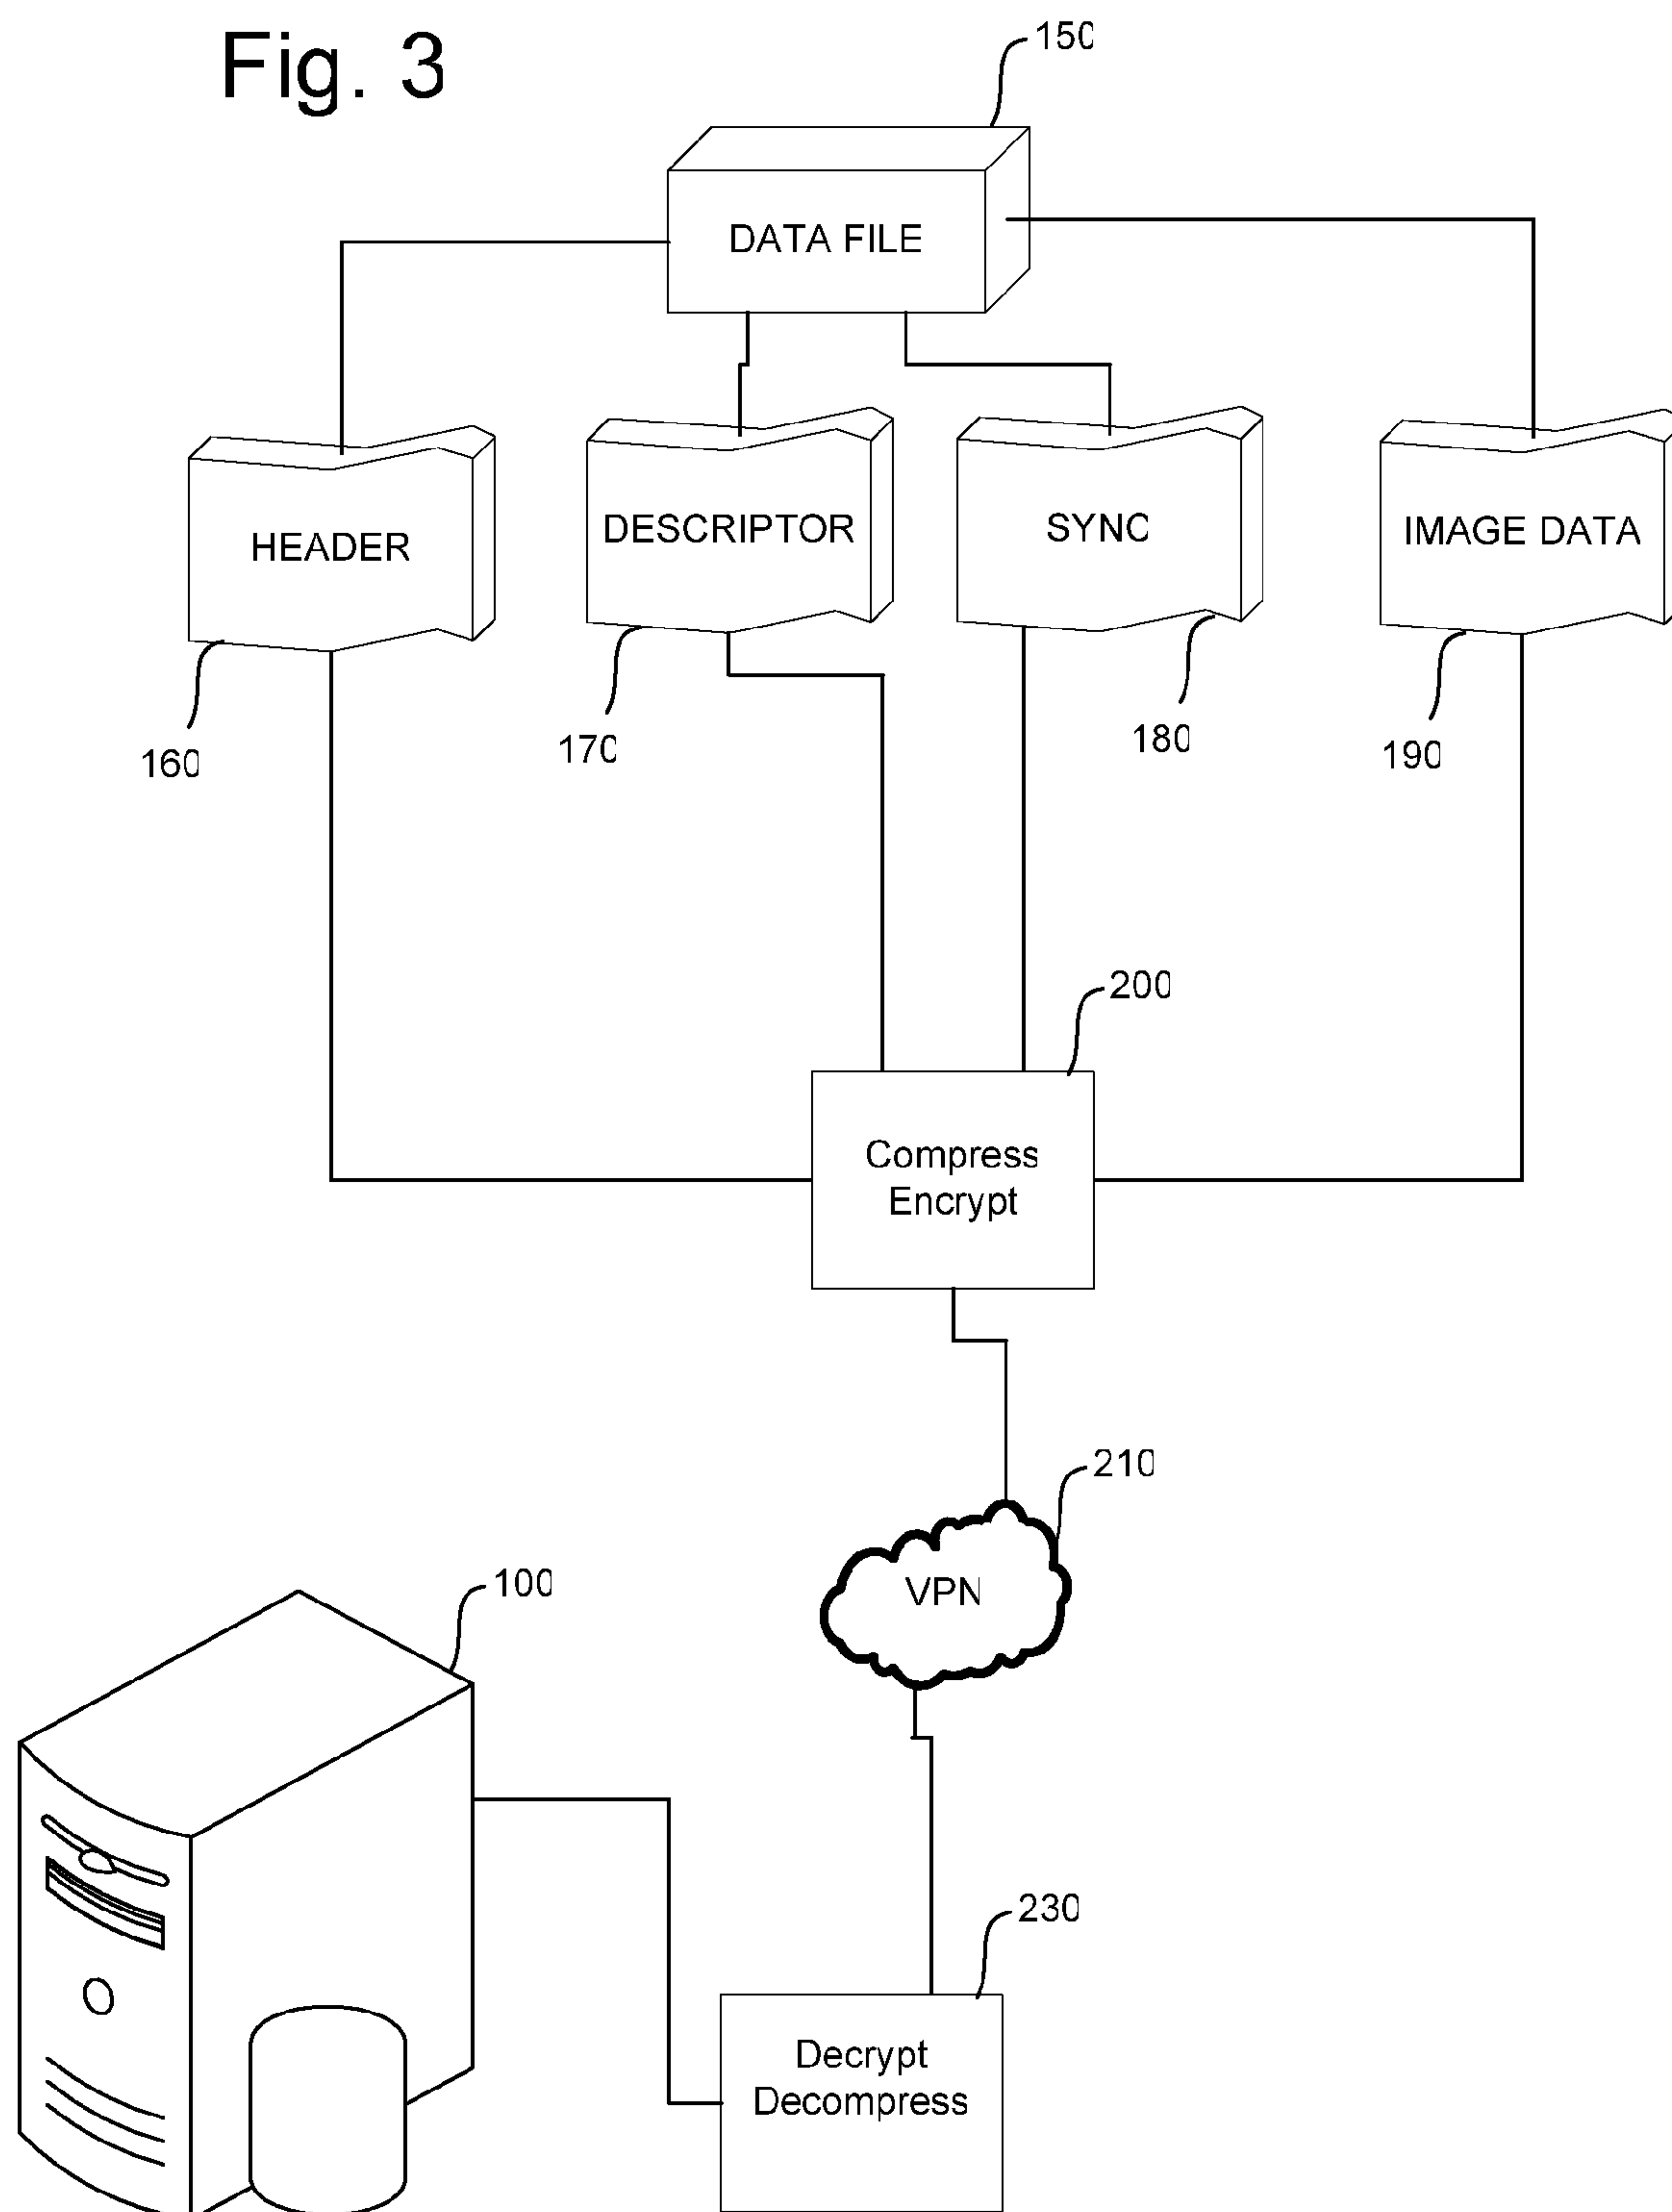 Fig. 3
150
DATA FILE
HEADER
DESCRIPTOR
SYNC
IMAGE DATA
160
170
180
190
200
Compress
Encrypt
210
VPN
100
230
Decrypt
Decompress